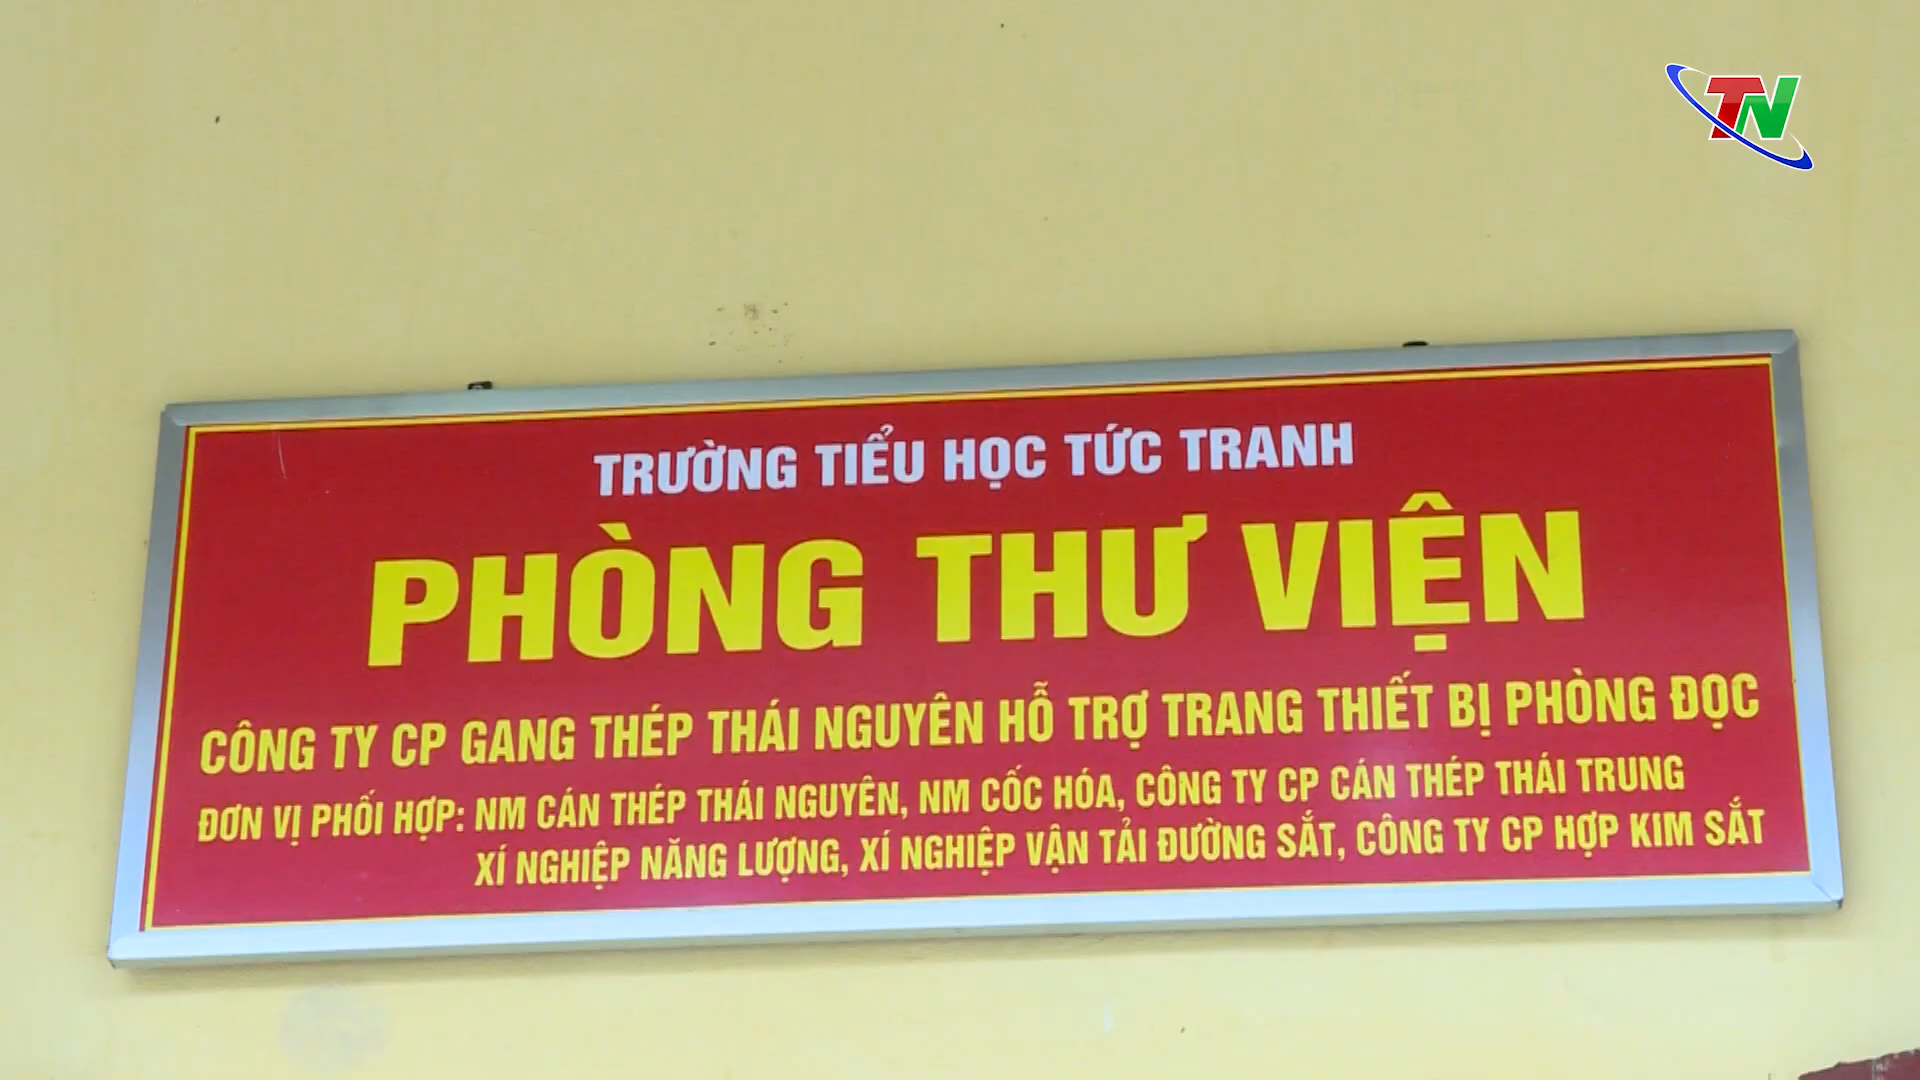 TN
TRƯỜNG TIỂU HỌC TỨC TRANH
PHÒNG THƯ VIỆN
CÔNG TY CP GANG THÉP THÁI NGUYÊN HỖ TRỢ TRANG THIẾT BỊ PHÒNG ĐỌC
ĐƠN VỊ PHỐI HỢP: NM CÁN THÉP THÁI NGUYÊN, NM CỐC HÓA, CÔNG TY CP CÁN THÉP THÁI TRUNG
XÍ NGHIỆP NĂNG LƯỢNG, XÍ NGHIỆP VẬN TẢI ĐƯỜNG SẮT, CÔNG TY CP HỢP KIM SẮT